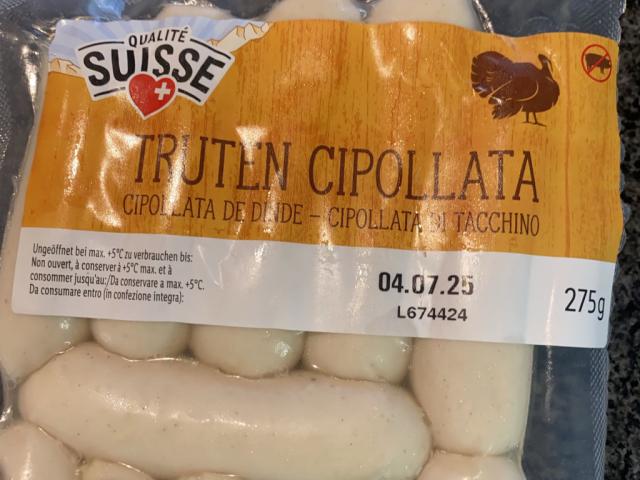 QUALITÉ
SUISSE
TRUTEN CIPOLLATA
CIPOLLATA DE DINDE – CIPOLLATA DI TACCHINO
Ungeöffnet bei max. +5°C zu verbrauchen bis:
Non ouvert, à conserver à +5°C max. et à
consommer jusqu'au:/Da conservare a max. +5°C.
Da consumare entro (in confezione integra):
04.07.25
L674424
275g